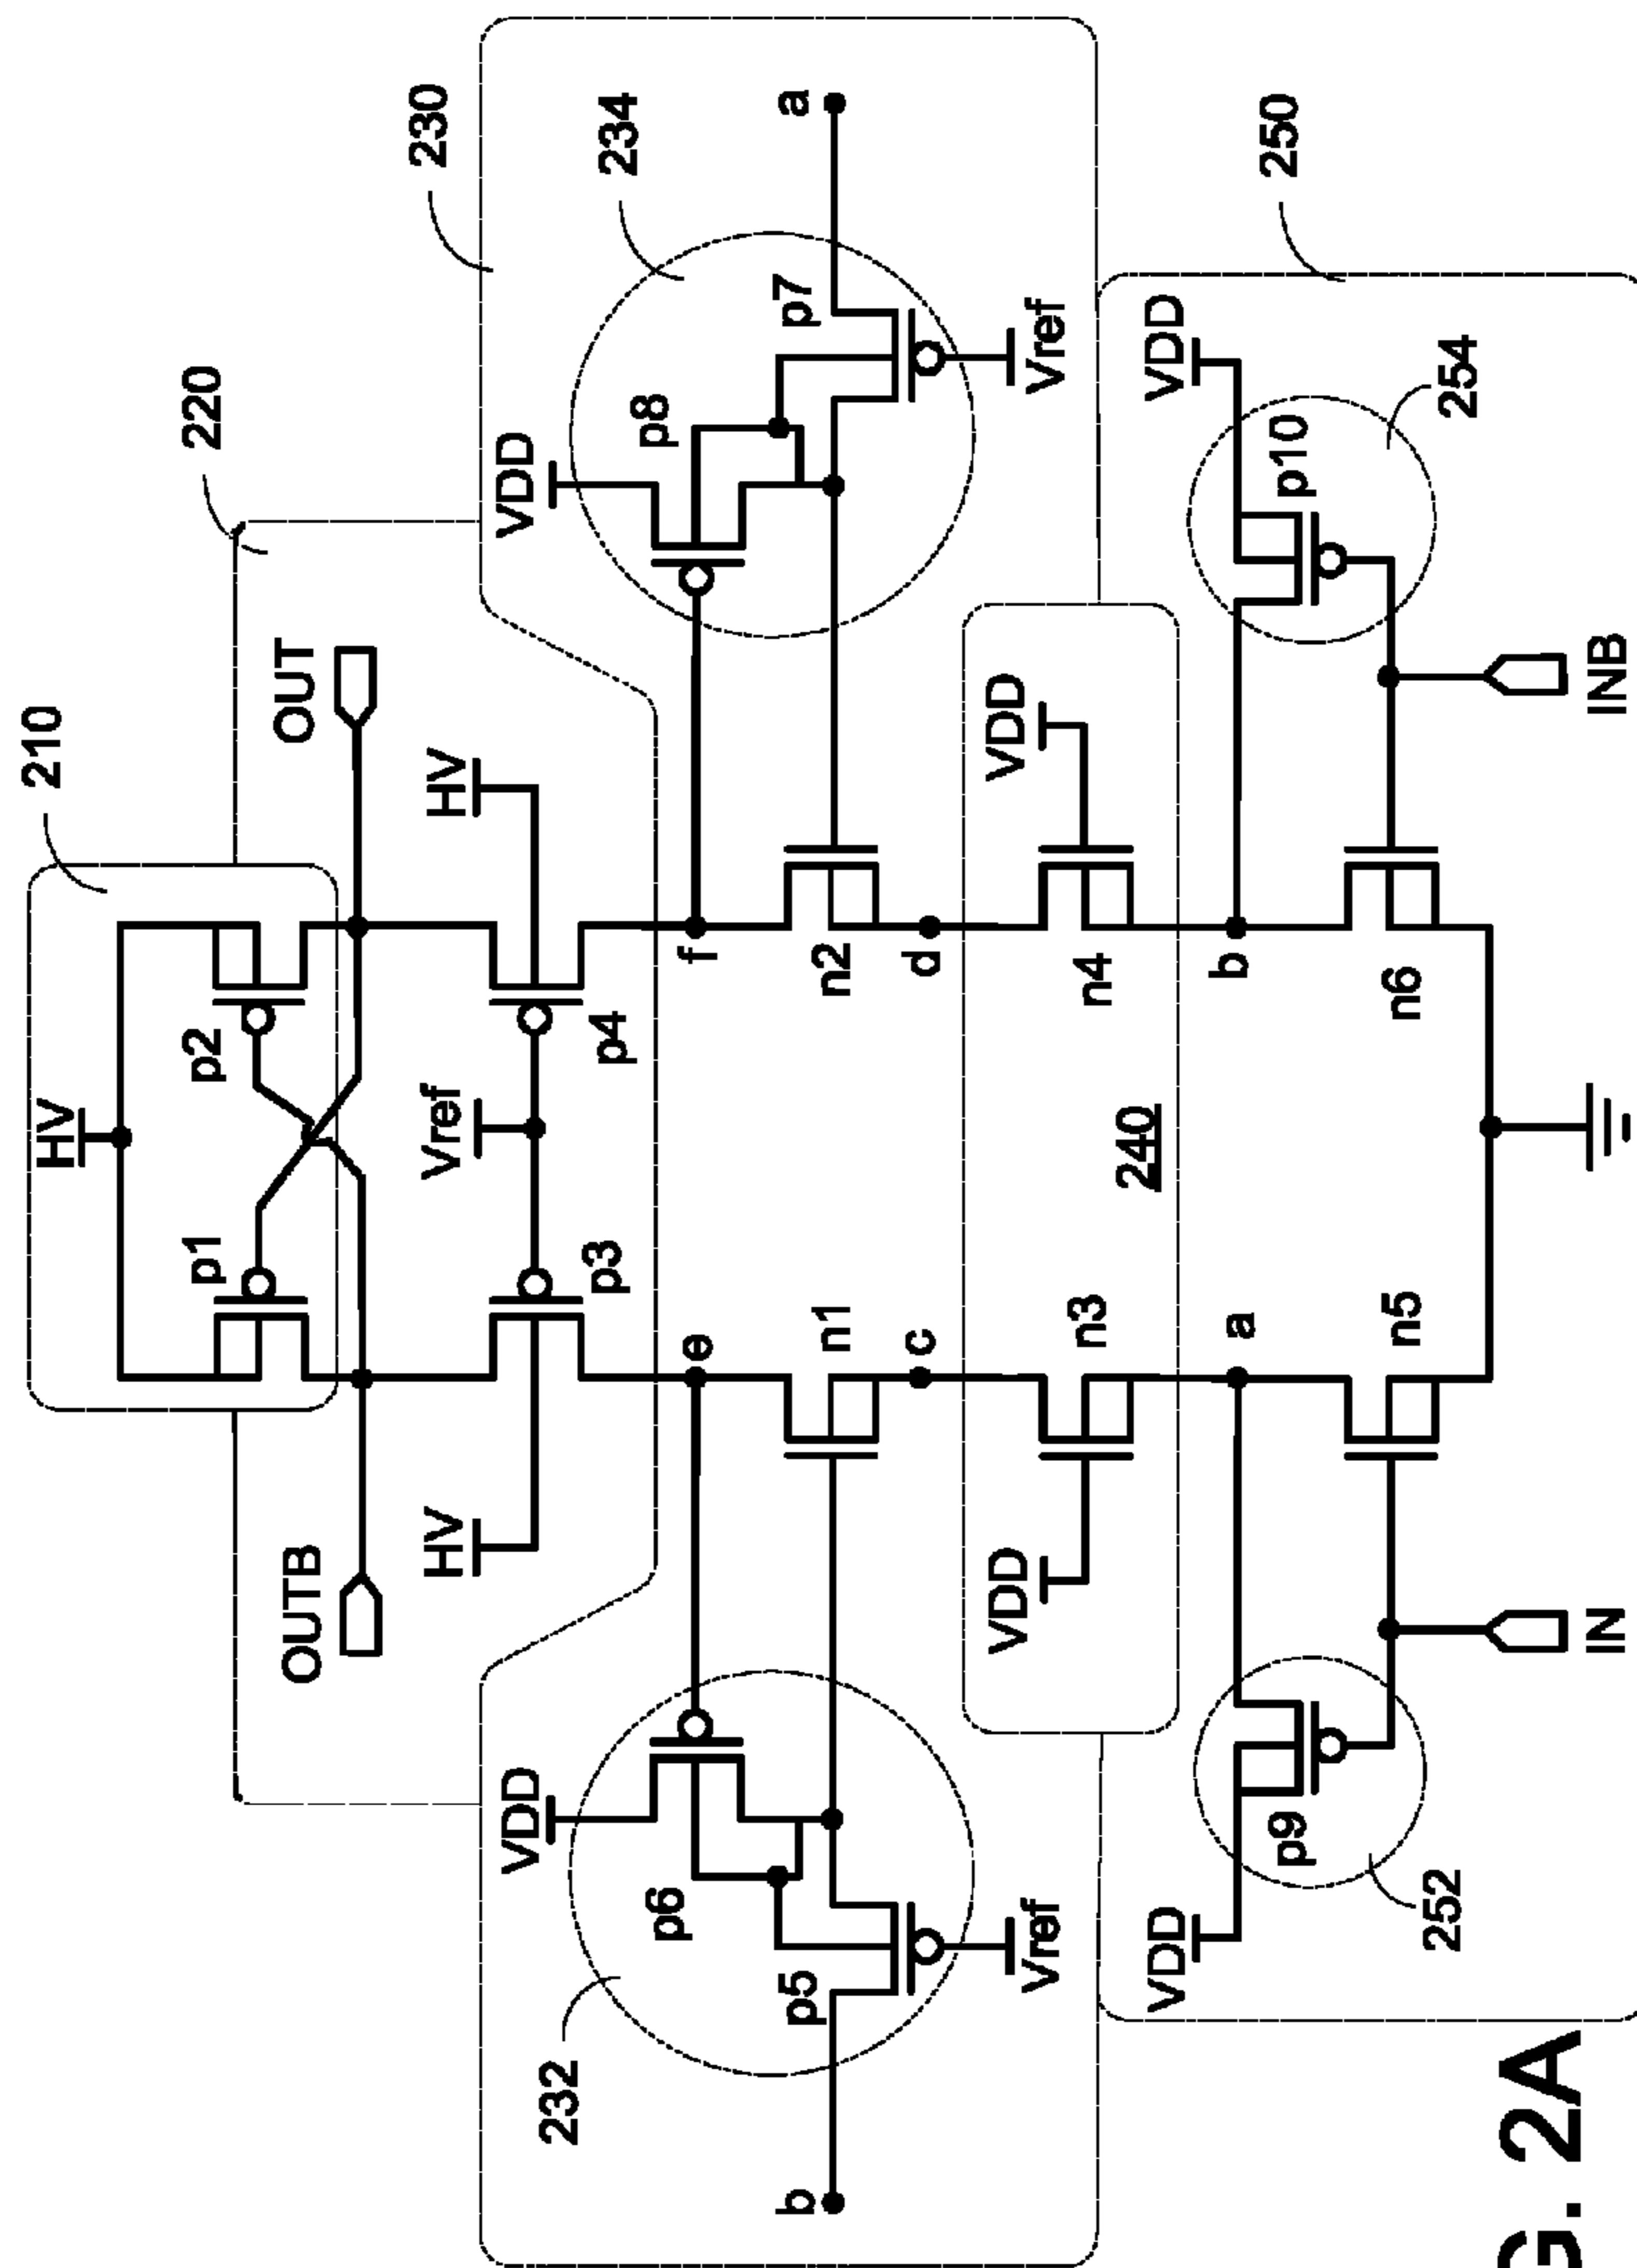 HV
210
p1
p2
220
OUTB
OUT
HV
Vref
HV
230
VDD
VDD
232
p3
p4
234
p6
e
f
p8
b
p5
n1
n2
p7
a
c
d
VDD
VDD
Vref
Vref
n3
n4
240
VDD
VDD
a
b
p9
p10
250
n5
n6
252
254
IN
INB
G. 2A